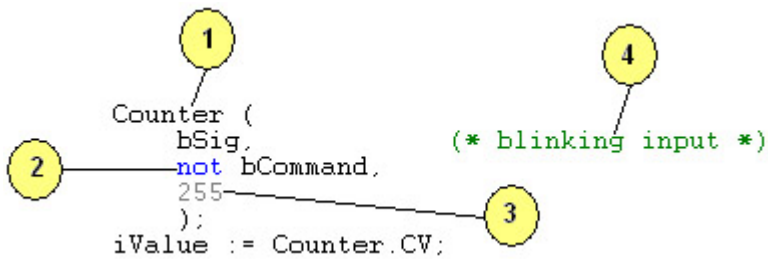 1
4
Counter (
bSig, (* blinking input *)
2 not bCommand,
255 3
);
iValue := Counter.CV;